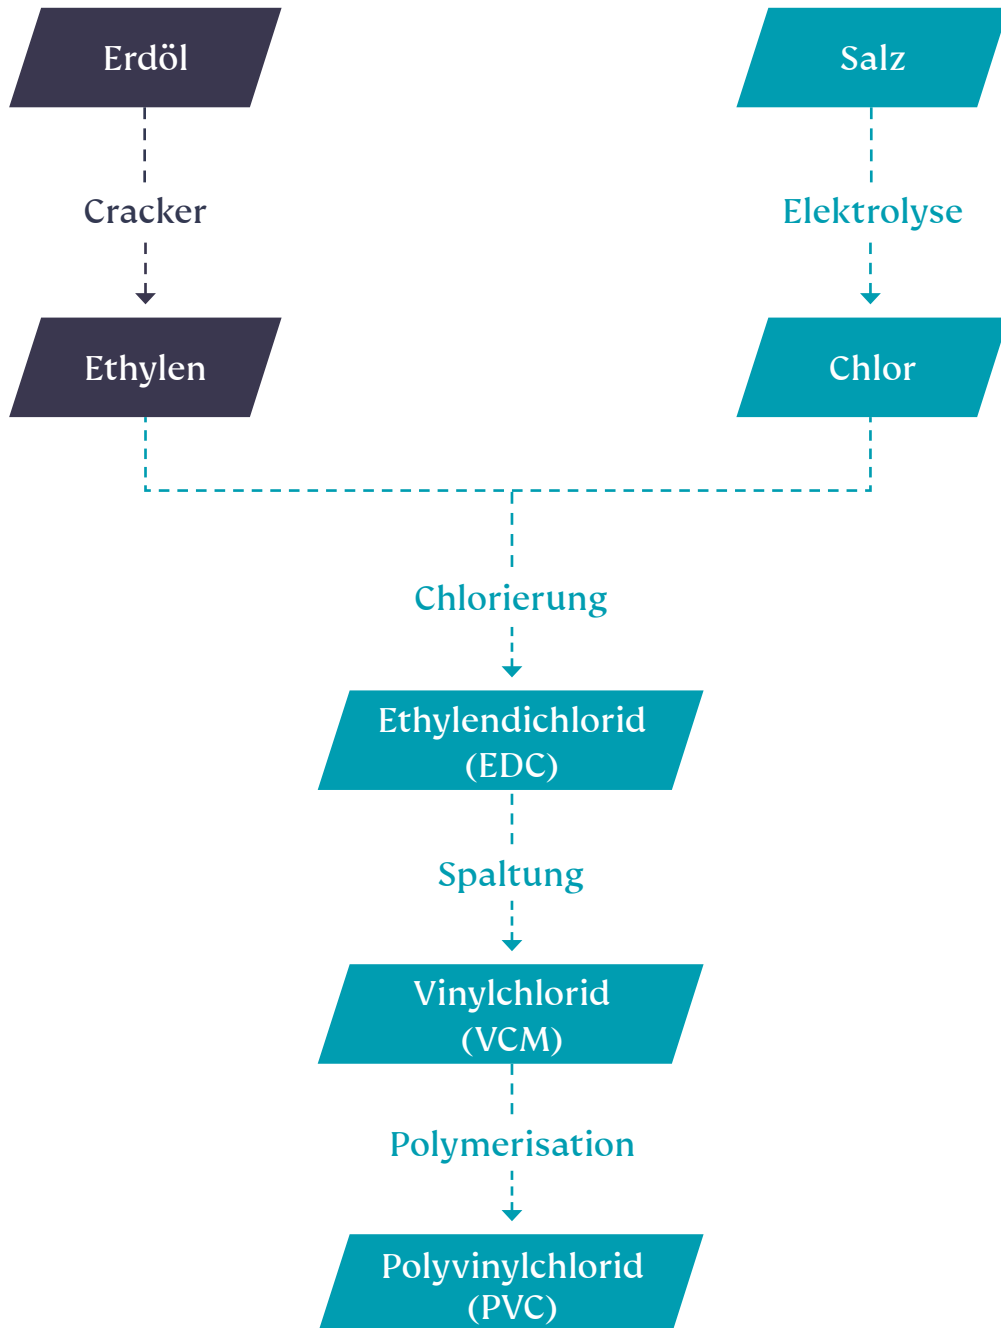 Erdöl
Salz
Cracker
Elektrolyse
Ethylen
Chlor
Chlorierung
Ethylendichlorid
(EDC)
Spaltung
Vinylchlorid
(VCM)
Polymerisation
Polyvinylchlorid
(PVC)